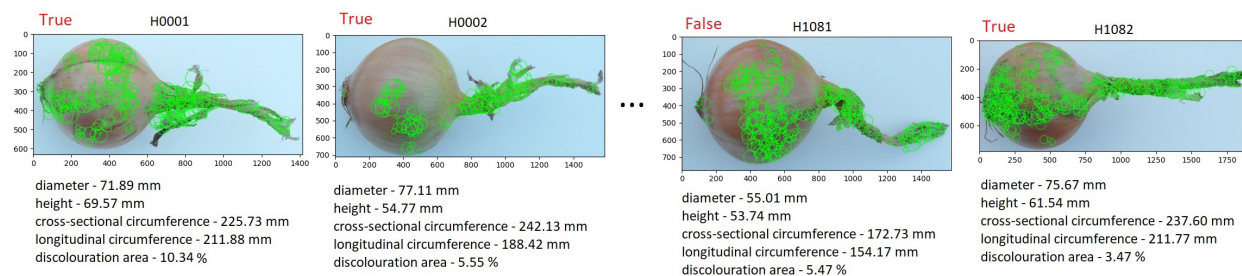 True H0001
0
100
200
300
400
500
600
0 200 400 600 800 1000 1200 1400
diameter - 71.89 mm
height - 69.57 mm
cross-sectional circumference - 225.73 mm
longitudinal circumference - 211.88 mm
discolouration area - 10.34 %
True H0002
0
100
200
300
400
500
600
700
0 200 400 600 800 1000 1200 1400 1600
diameter - 77.11 mm
height - 54.77 mm
cross-sectional circumference - 242.13 mm
longitudinal circumference - 188.42 mm
discolouration area - 5.55 %
...
False H1081
0
100
200
300
400
500
600
700
0 200 400 600 800 1000 1200 1400
diameter - 55.01 mm
height - 53.74 mm
cross-sectional circumference - 172.73 mm
longitudinal circumference - 154.17 mm
discolouration area - 5.47 %
True H1082
0
200
400
600
0 250 500 750 1000 1250 1500 1750
diameter - 75.67 mm
height - 61.54 mm
cross-sectional circumference - 237.60 mm
longitudinal circumference - 211.77 mm
discolouration area - 3.47 %